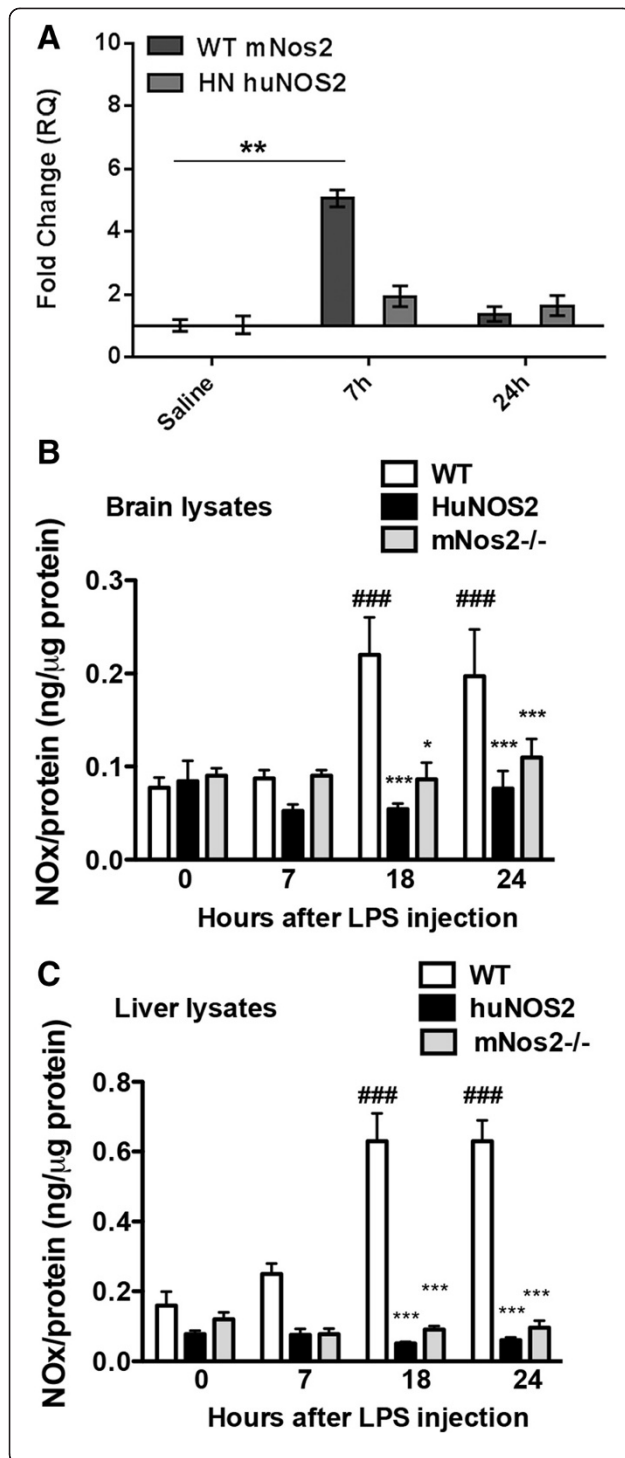 A
WT mNos2
HN huNOS2
Fold Change (RQ)
10
8
6
4
2
0
**
Saline
7h
24h
B
Brain lysates
WT
HuNOS2
mNos2-/-
NOx/protein (ng/µg protein)
0.3
0.2
0.1
0.0
###
###
***
*
***
***
0
7
18
24
Hours after LPS injection
C
Liver lysates
WT
huNOS2
mNos2-/-
NOx/protein (ng/µg protein)
0.8
0.6
0.4
0.2
0.0
###
###
***
***
***
***
0
7
18
24
Hours after LPS injection